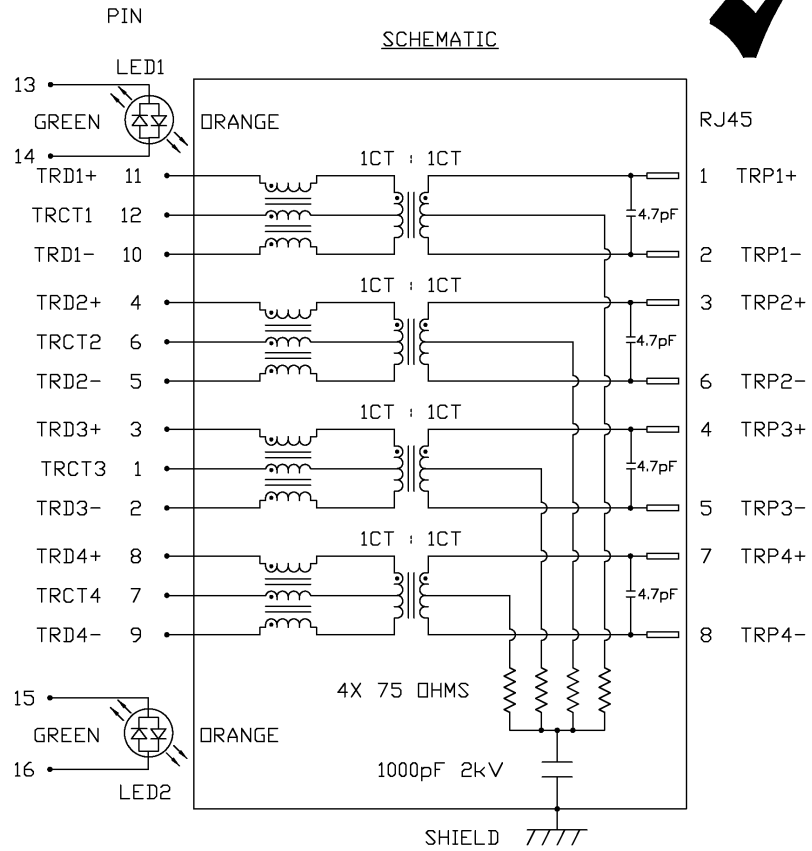 PIN
SCHEMATIC
LED1
13
GREEN ORANGE
RJ45
14
1CT : 1CT
TRD1+ 11 1 TRP1+
TRCT1 12 4.7pF
TRD1- 10 2 TRP1-
1CT : 1CT
TRD2+ 4 3 TRP2+
TRCT2 6 4.7pF
TRD2- 5 6 TRP2-
1CT : 1CT
TRD3+ 3 4 TRP3+
TRCT3 1 4.7pF
TRD3- 2 5 TRP3-
1CT : 1CT
TRD4+ 8 7 TRP4+
TRCT4 7 4.7pF
TRD4- 9 8 TRP4-
15
4X 75 OHMS
GREEN ORANGE
16
1000pF 2kV
LED2
SHIELD